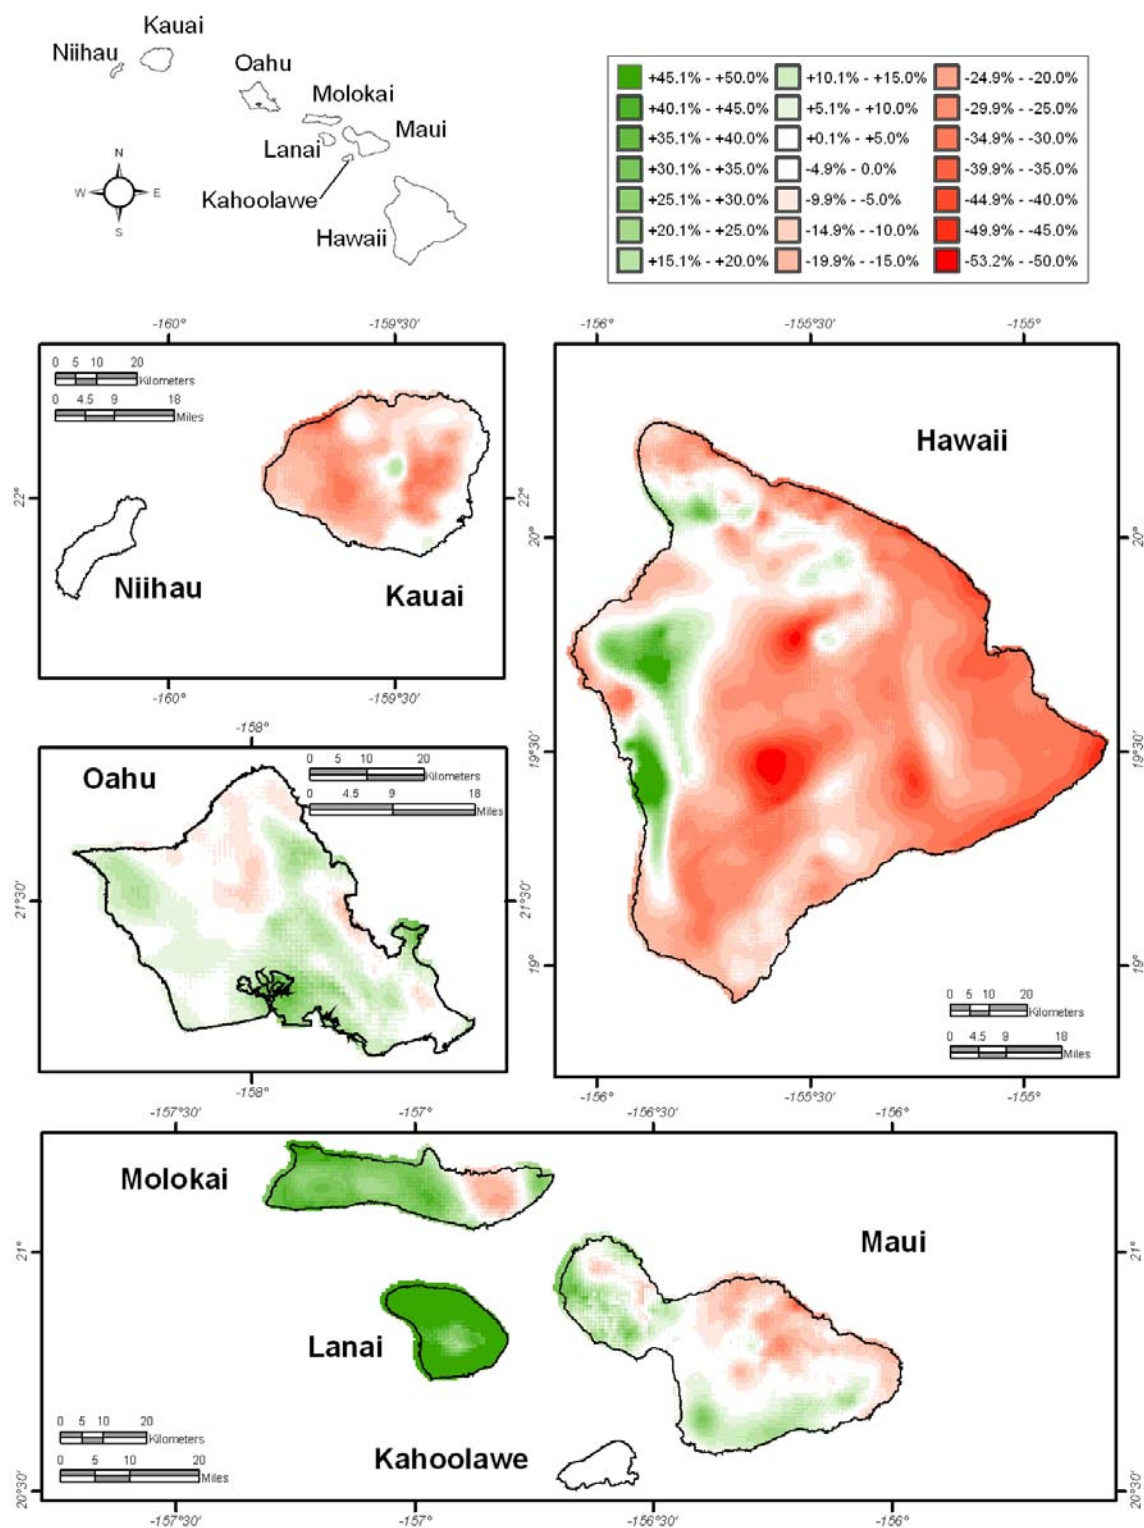 Kauai
Niihau
Oahu
Molokai
Maui
Lanai
Kahoolawe
Hawaii
N
W E
S
+45.1% - +50.0% +10.1% - +15.0% -24.9% - -20.0%
+40.1% - +45.0% +5.1% - +10.0% -29.9% - -25.0%
+35.1% - +40.0% +0.1% - +5.0% -34.9% - -30.0%
+30.1% - +35.0% -4.9% - 0.0% -39.9% - -35.0%
+25.1% - +30.0% -9.9% - -5.0% -44.9% - -40.0%
+20.1% - +25.0% -14.9% - -10.0% -49.9% - -45.0%
+15.1% - +20.0% -19.9% - -15.0% -53.2% - -50.0%
-160° -159°30'
0 5 10 20
Kilometers
0 4.5 9 18
Miles
22° 22°
Niihau
Kauai
-160° -159°30'
-156° -155°30' -155°
Hawaii
20° 20°
19°30' 19°30'
19° 19°
0 5 10 20
Kilometers
0 4.5 9 18
Miles
-156° -155°30' -155°
-158°
Oahu
0 5 10 20
Kilometers
0 4.5 9 18
Miles
21°30' 21°30'
-158°
-157°30' -157° -156°30' -156°
Molokai
21° 21°
Maui
Lanai
0 5 10 20
Kilometers
0 5 10 20
Miles
Kahoolawe
20°30' 20°30'
-157°30' -157° -156°30' -156°